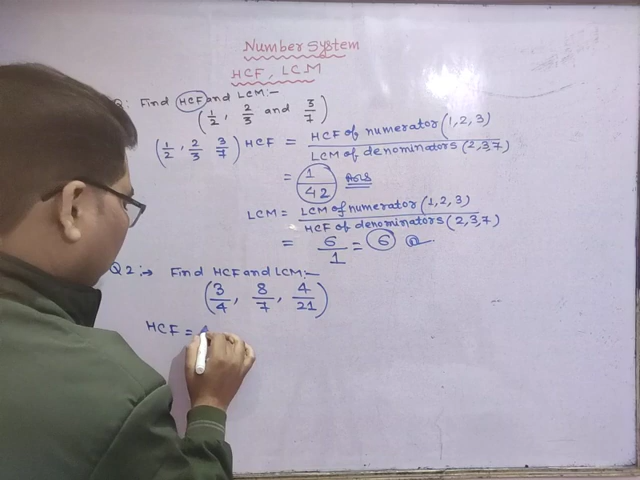 Number System
HCF, LCM
Q: Find HCF and LCM:-
(1/2, 2/3 and 3/7)
(1/2, 2/3 3/7) HCF = HCF of numerator (1,2,3) / LCM of denominators (2,3,7)
= 1/42 Ans
LCM = LCM of numerator (1,2,3) / HCF of denominators (2,3,7)
= 6/1 = 6
Q2:→ Find HCF and LCM:-
(3/4, 8/7, 4/21)
HCF =